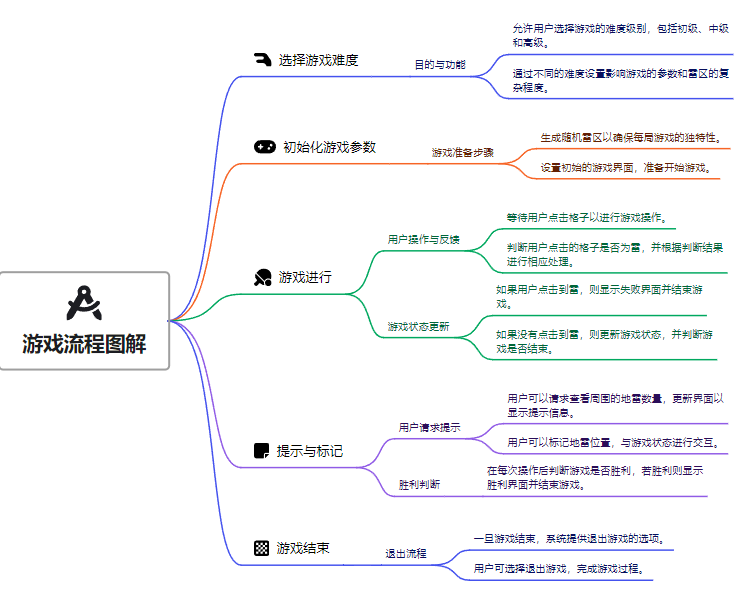 游戏流程图解
选择游戏难度
目的与功能
允许用户选择游戏的难度级别，包括初级、中级
和高级。
通过不同的难度设置影响游戏的参数和雷区的复
杂程度。
初始化游戏参数
游戏准备步骤
生成随机雷区以确保每局游戏的独特性。
设置初始的游戏界面，准备开始游戏。
游戏进行
用户操作与反馈
等待用户点击格子以进行游戏操作。
判断用户点击的格子是否为雷，并根据判断结果
进行相应处理。
游戏状态更新
如果用户点击到雷，则显示失败界面并结束游
戏。
如果没有点击到雷，则更新游戏状态，并判断游
戏是否结束。
提示与标记
用户请求提示
用户可以请求查看周围的地雷数量，更新界面以
显示提示信息。
用户可以标记地雷位置，与游戏状态进行交互。
胜利判断
在每次操作后判断游戏是否胜利，若胜利则显示
胜利界面并结束游戏。
游戏结束
退出流程
一旦游戏结束，系统提供退出游戏的选项。
用户可选择退出游戏，完成游戏过程。